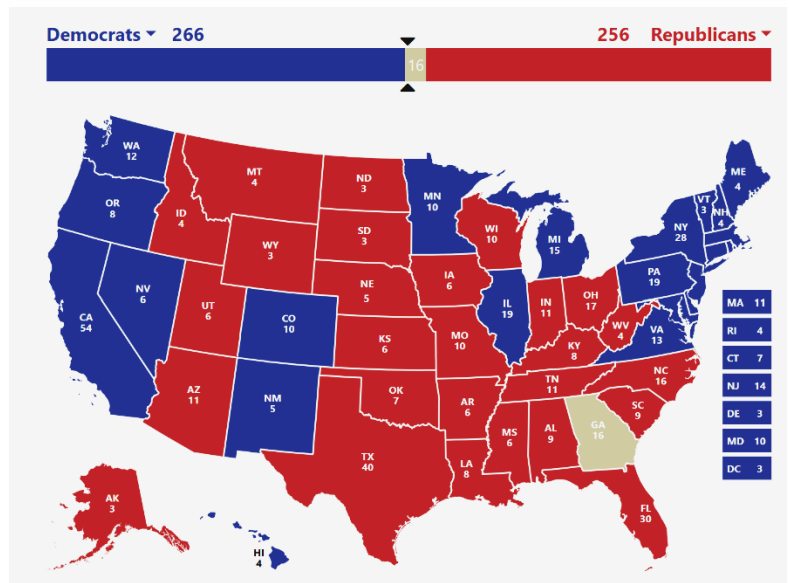 Democrats 266
256 Republicans
16
WA
12
OR
8
CA
54
NV
6
ID
4
MT
4
WY
3
UT
6
AZ
11
CO
10
NM
5
ND
3
SD
3
NE
5
KS
6
OK
7
TX
40
MN
10
IA
6
MO
10
AR
6
LA
8
WI
10
IL
19
MI
15
IN
11
OH
17
KY
8
TN
11
MS
6
AL
9
GA
16
FL
30
SC
9
NC
16
WV
4
VA
13
PA
19
NY
28
VT
3
NH
4
ME
4
MA 11
RI 4
CT 7
NJ 14
DE 3
MD 10
DC 3
AK
3
HI
4